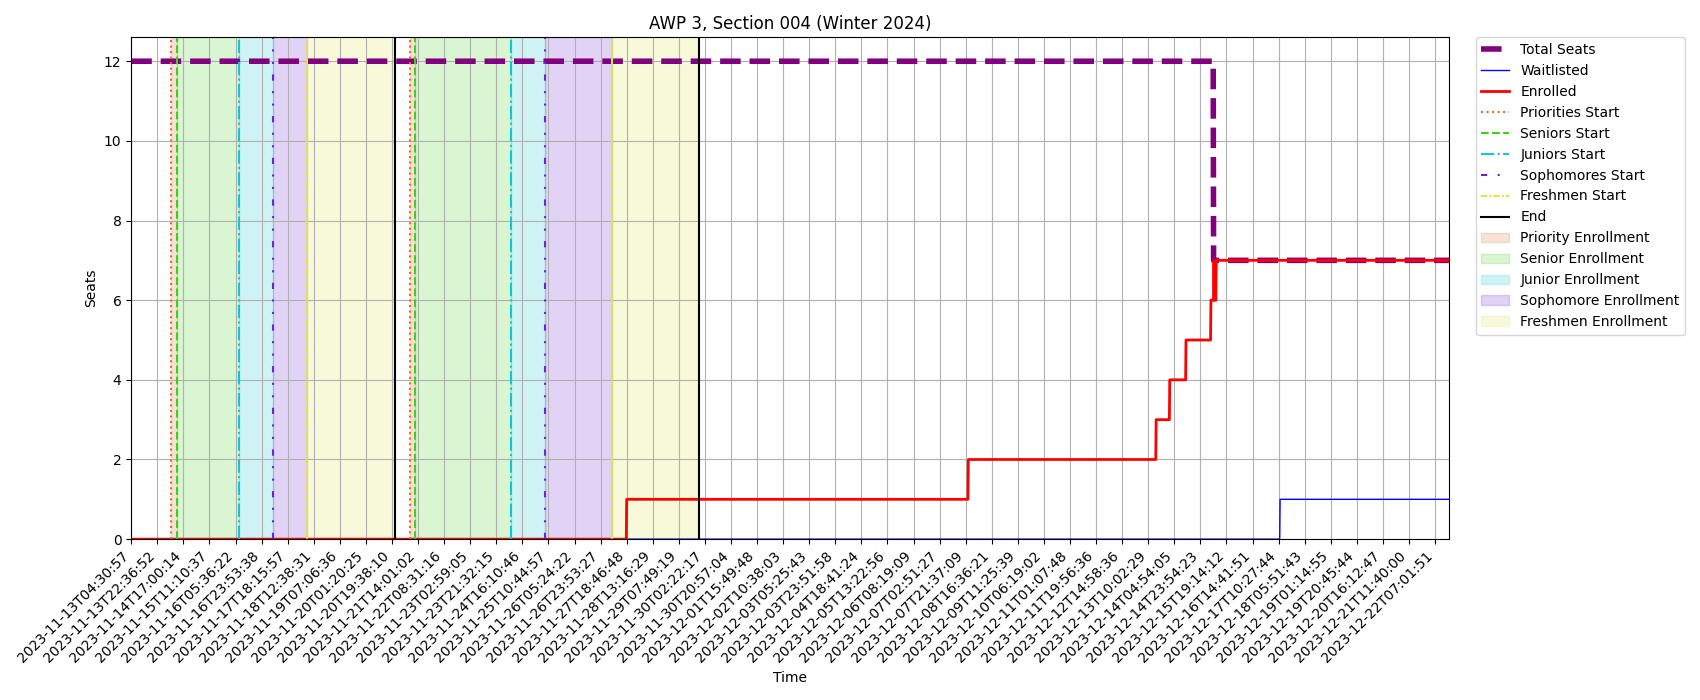 AWP 3, Section 004 (Winter 2024)
Seats
12
10
8
6
4
2
0
2023-11-13T04:30:57
2023-11-13T22:36:52
2023-11-14T17:00:14
2023-11-15T11:10:37
2023-11-16T05:36:22
2023-11-16T23:53:38
2023-11-17T18:15:57
2023-11-18T12:38:31
2023-11-19T07:06:36
2023-11-20T01:20:25
2023-11-20T19:38:10
2023-11-21T14:01:02
2023-11-22T08:31:16
2023-11-23T02:59:05
2023-11-23T21:32:15
2023-11-24T16:10:46
2023-11-25T10:44:57
2023-11-26T05:24:22
2023-11-26T23:53:27
2023-11-27T18:46:48
2023-11-28T13:16:29
2023-11-29T07:49:19
2023-11-30T02:22:17
2023-11-30T20:57:04
2023-12-01T15:49:48
2023-12-02T10:38:03
2023-12-03T05:25:43
2023-12-03T23:51:58
2023-12-04T18:41:24
2023-12-05T13:22:56
2023-12-06T08:19:09
2023-12-07T02:51:27
2023-12-07T21:37:09
2023-12-08T16:36:21
2023-12-09T11:25:39
2023-12-10T06:19:02
2023-12-11T01:07:48
2023-12-11T19:56:36
2023-12-12T14:58:36
2023-12-13T10:02:29
2023-12-14T04:54:05
2023-12-14T23:54:23
2023-12-15T19:14:12
2023-12-16T14:41:51
2023-12-17T10:27:44
2023-12-18T05:51:43
2023-12-19T01:14:55
2023-12-19T20:45:44
2023-12-20T16:12:47
2023-12-21T11:40:00
2023-12-22T07:01:51
Time
Total Seats
Waitlisted
Enrolled
Priorities Start
Seniors Start
Juniors Start
Sophomores Start
Freshmen Start
End
Priority Enrollment
Senior Enrollment
Junior Enrollment
Sophomore Enrollment
Freshmen Enrollment